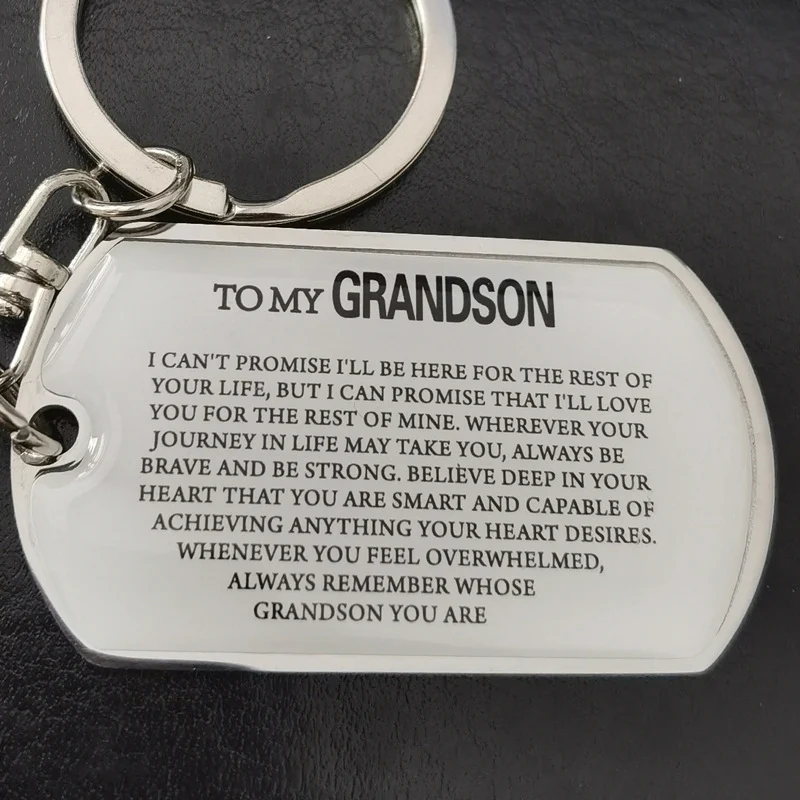 TO MY GRANDSON
I CAN'T PROMISE I'LL BE HERE FOR THE REST OF
YOUR LIFE, BUT I CAN PROMISE THAT I'LL LOVE
YOU FOR THE REST OF MINE. WHEREVER YOUR
JOURNEY IN LIFE MAY TAKE YOU, ALWAYS BE
BRAVE AND BE STRONG. BELIEVE DEEP IN YOUR
HEART THAT YOU ARE SMART AND CAPABLE OF
ACHIEVING ANYTHING YOUR HEART DESIRES.
WHENEVER YOU FEEL OVERWHELMED,
ALWAYS REMEMBER WHOSE
GRANDSON YOU ARE